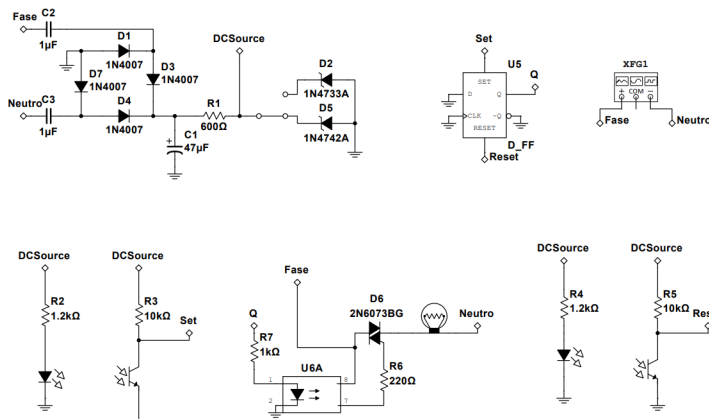 Fase C2
1µF
D1
1N4007
D3
1N4007
D7
1N4007
Neutro C3
1µF
D4
1N4007
DCSource
R1
600Ω
C1
47µF
D2
1N4733A
D5
1N4742A
Set
U5
SET
D Q
Q
CLK ~Q
RESET
D_FF
Reset
XFG1
+ COM −
Fase Neutro
DCSource
R2
1.2kΩ
DCSource
R3
10kΩ
Set
Fase
D6
2N6073BG
Neutro
Q
R7
1kΩ
U6A
1 8
2 7
R6
220Ω
DCSource
R4
1.2kΩ
DCSource
R5
10kΩ
Res